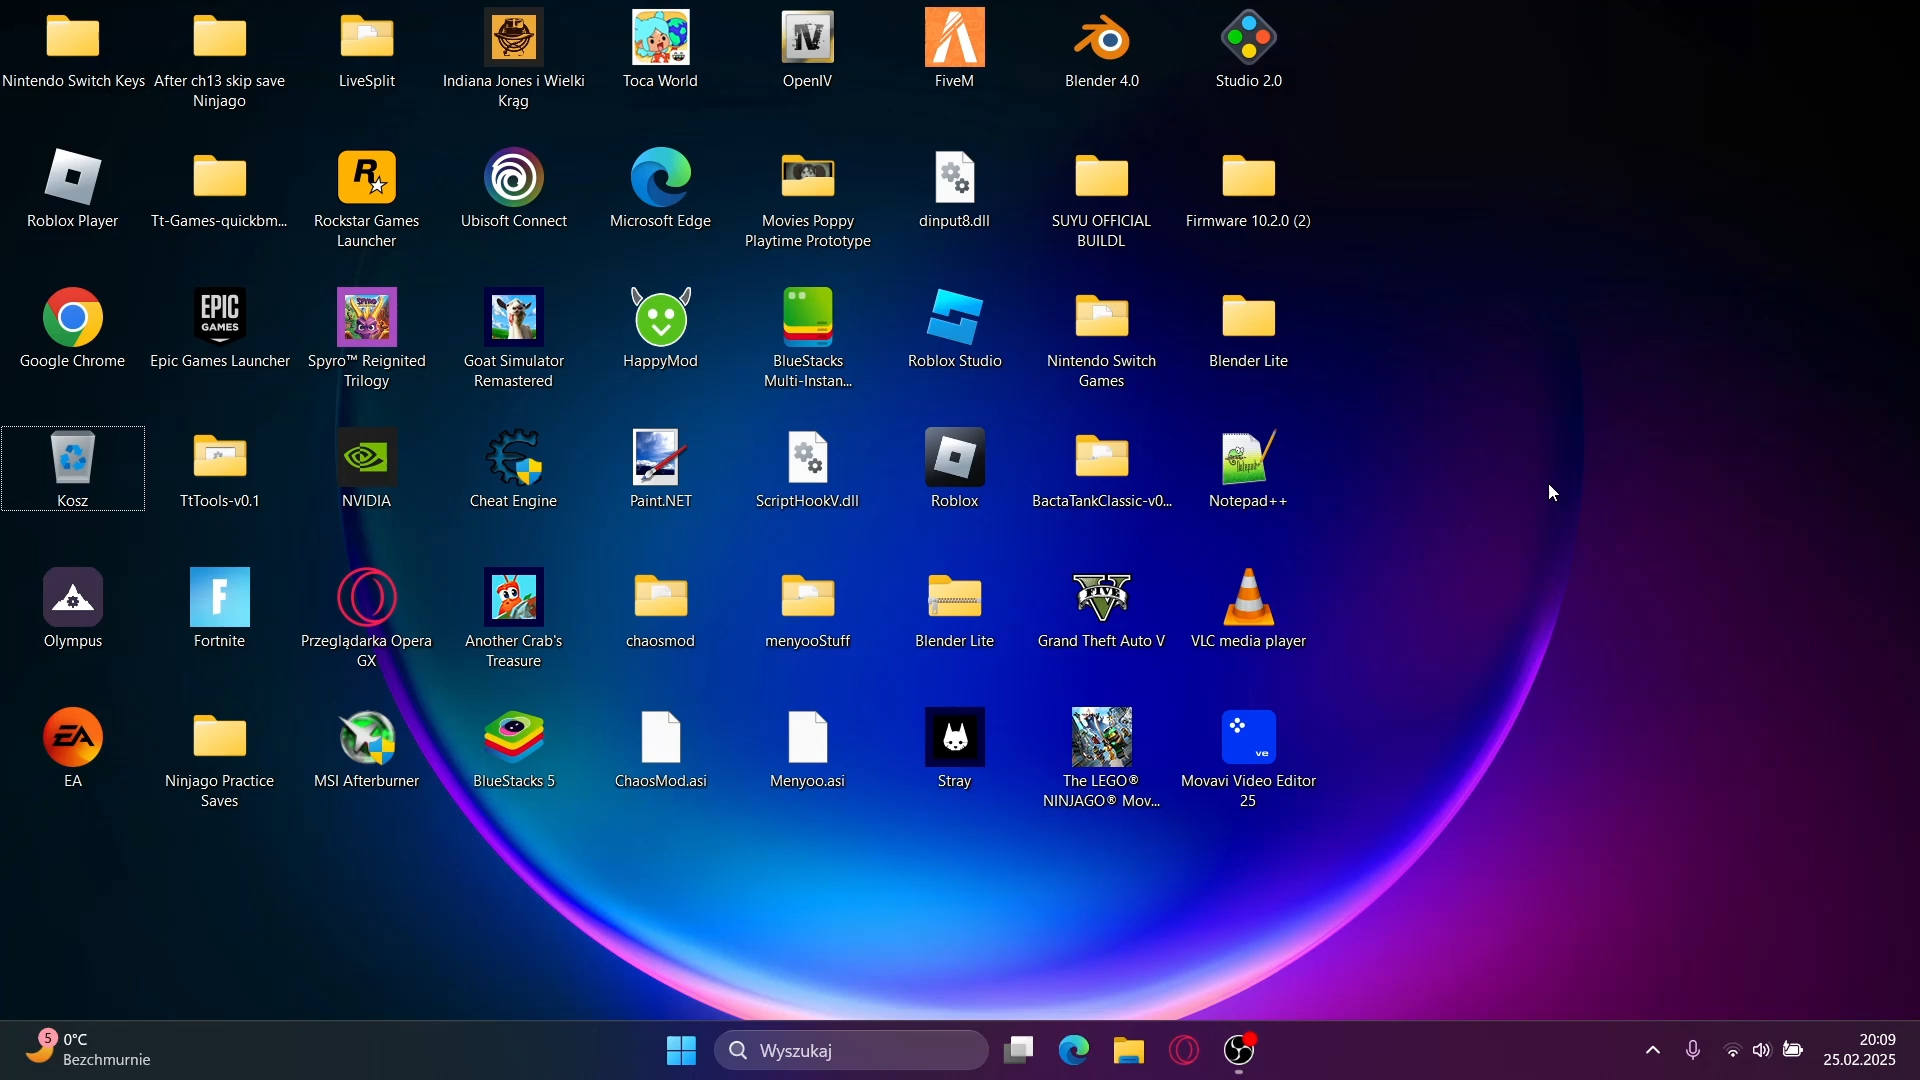 Nintendo Switch Keys
After ch13 skip save
Ninjago
LiveSplit
Indiana Jones i Wielki
Krąg
Toca World
OpenIV
FiveM
Blender 4.0
Studio 2.0
Roblox Player
Tt-Games-quickbm...
Rockstar Games
Launcher
Ubisoft Connect
Microsoft Edge
Movies Poppy
Playtime Prototype
dinput8.dll
SUYU OFFICIAL
BUILDL
Firmware 10.2.0 (2)
EPIC
GAMES
Google Chrome
Epic Games Launcher
Spyro™ Reignited
Trilogy
Goat Simulator
Remastered
HappyMod
BlueStacks
Multi-Instan...
Roblox Studio
Nintendo Switch
Games
Blender Lite
Kosz
TtTools-v0.1
NVIDIA
Cheat Engine
Paint.NET
ScriptHookV.dll
Roblox
BactaTankClassic-v0...
Notepad++
Olympus
Fortnite
Przeglądarka Opera
GX
Another Crab's
Treasure
chaosmod
menyooStuff
Blender Lite
Grand Theft Auto V
VLC media player
EA
Ninjago Practice
Saves
MSI Afterburner
BlueStacks 5
ChaosMod.asi
Menyoo.asi
Stray
The LEGO®
NINJAGO® Mov...
Movavi Video Editor
25
5
0°C
Bezchmurnie
Wyszukaj
20:09
25.02.2025